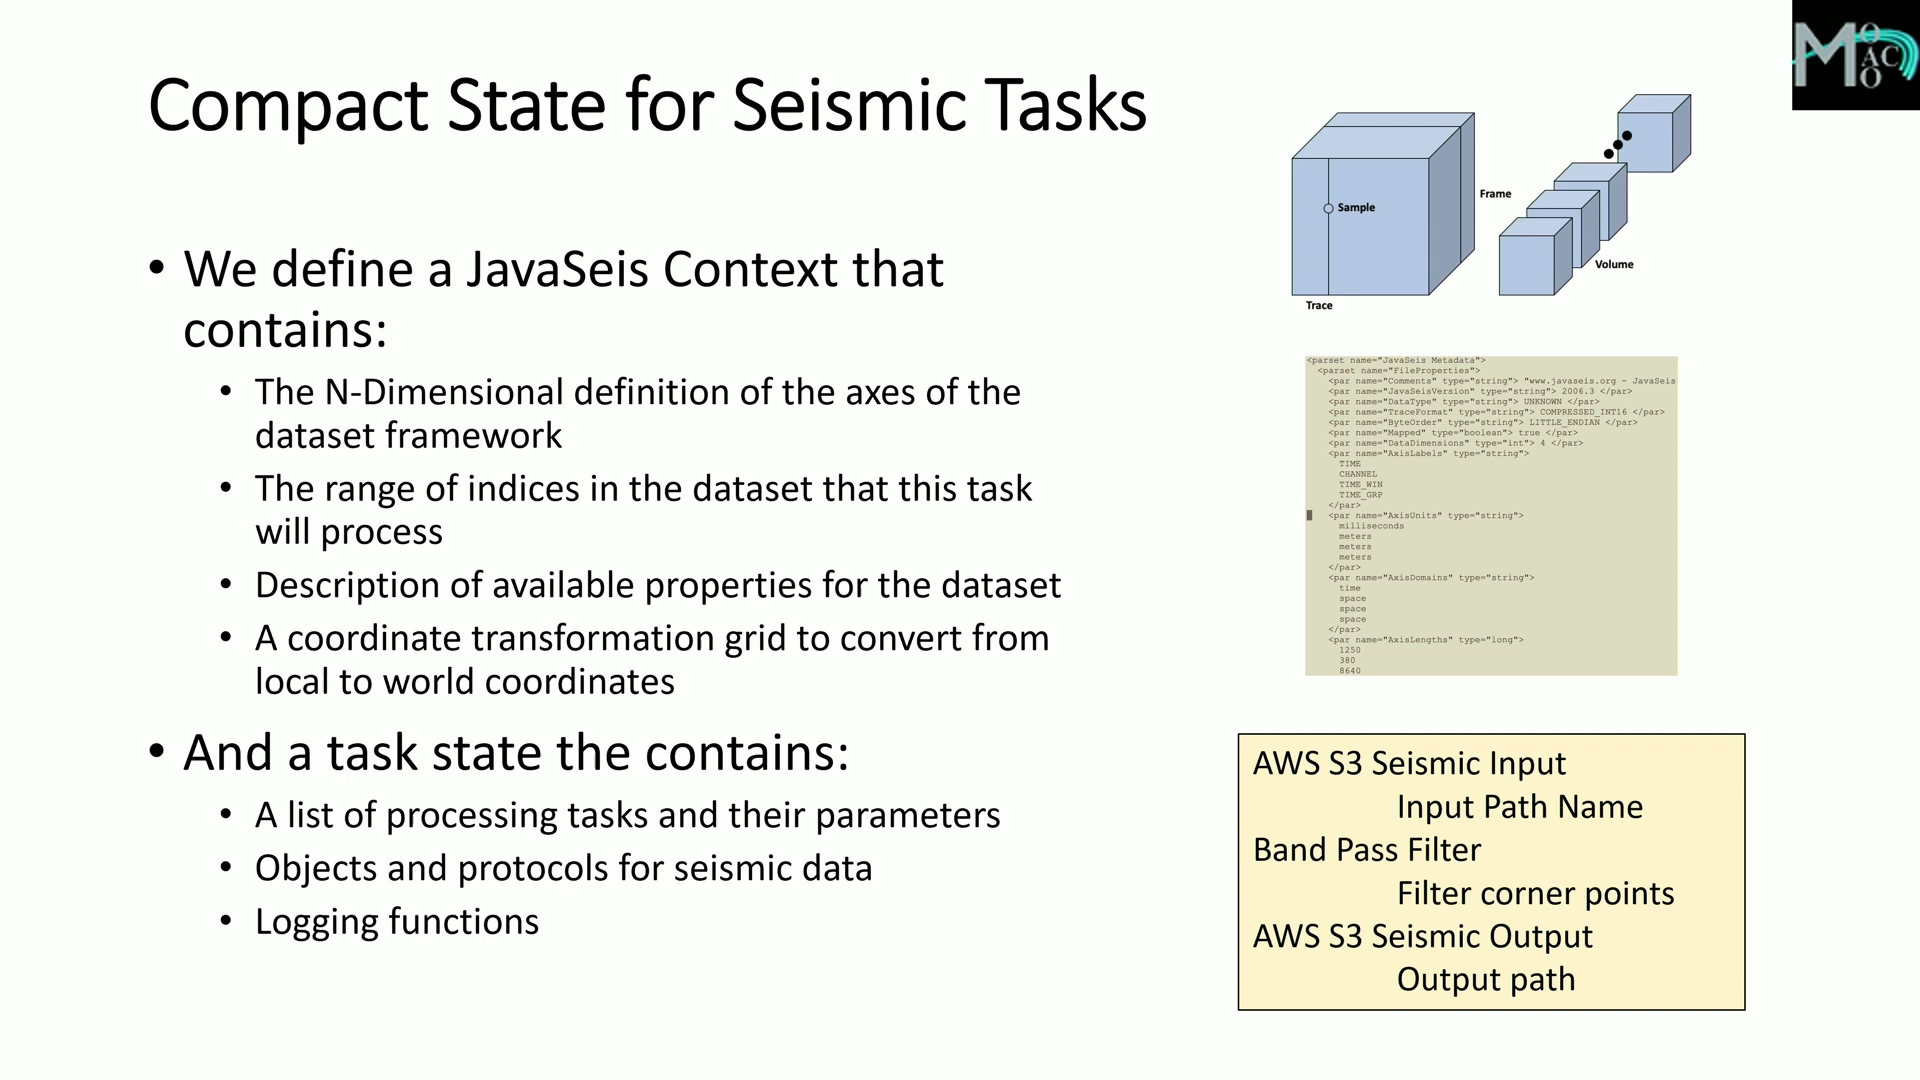 Compact State for Seismic Tasks
• We define a JavaSeis Context that
contains:
• The N-Dimensional definition of the axes of the
dataset framework
• The range of indices in the dataset that this task
will process
• Description of available properties for the dataset
• A coordinate transformation grid to convert from
local to world coordinates
• And a task state the contains:
• A list of processing tasks and their parameters
• Objects and protocols for seismic data
• Logging functions
Sample
Frame
Trace
Volume
<parset name="JavaSeis Metadata">
<parset name="FileProperties">
<par name="Comments" type="string"> "www.javaseis.org - JavaSeis
<par name="JavaSeisVersion" type="string"> 2006.3 </par>
<par name="DataType" type="string"> UNKNOWN </par>
<par name="TraceFormat" type="string"> COMPRESSED_INT16 </par>
<par name="ByteOrder" type="string"> LITTLE_ENDIAN </par>
<par name="Mapped" type="boolean"> true </par>
<par name="DataDimensions" type="int"> 4 </par>
<par name="AxisLabels" type="string">
TIME
CHANNEL
TIME_WIN
TIME_GRP
</par>
<par name="AxisUnits" type="string">
milliseconds
meters
meters
meters
</par>
<par name="AxisDomains" type="string">
time
space
space
space
</par>
<par name="AxisLengths" type="long">
1250
380
8640
AWS S3 Seismic Input
Input Path Name
Band Pass Filter
Filter corner points
AWS S3 Seismic Output
Output path